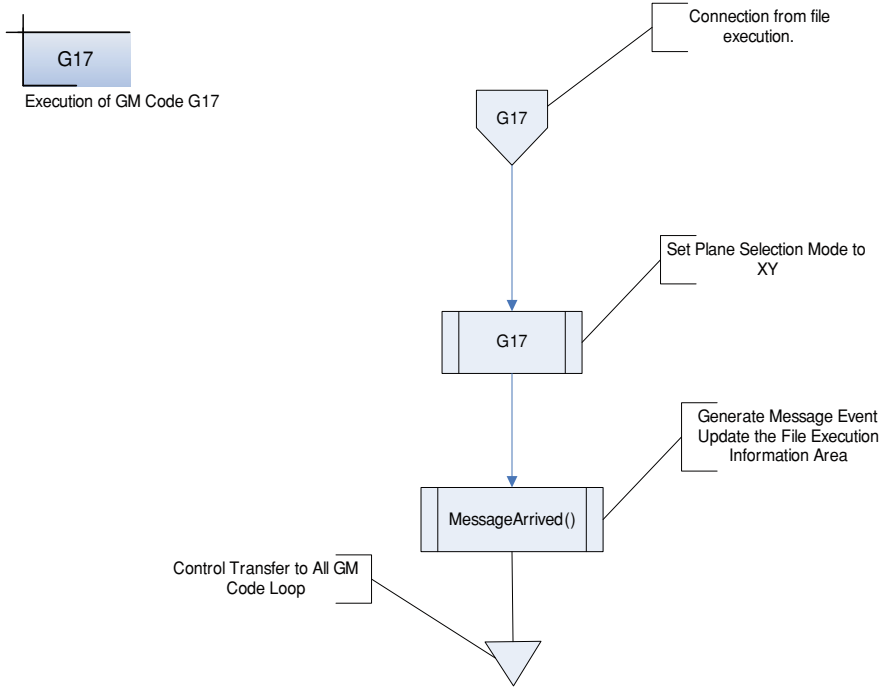 G17
Execution of GM Code G17
Connection from file
execution.
G17
Set Plane Selection Mode to
XY
G17
Generate Message Event
Update the File Execution
Information Area
MessageArrived()
Control Transfer to All GM
Code Loop